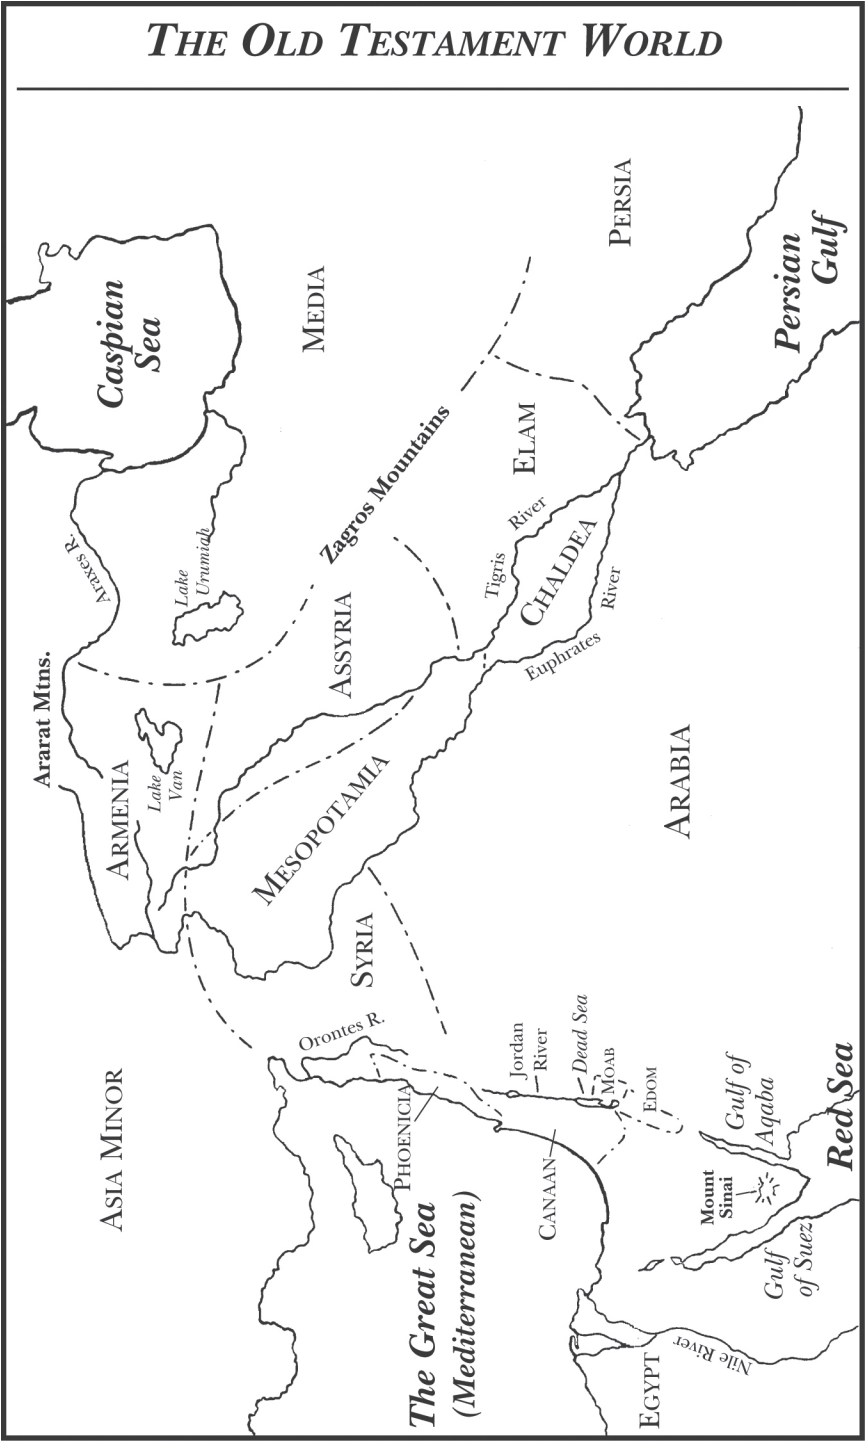 THE OLD TESTAMENT WORLD
Caspian
Sea
MEDIA
PERSIA
Persian
Gulf
Zagros Mountains
ELAM
Araxes R.
Lake
Urumiah
Tigris
River
CHALDEA
Euphrates
River
Ararat Mtns.
ASSYRIA
ARMENIA
Lake
Van
MESOPOTAMIA
ARABIA
SYRIA
Orontes R.
ASIA MINOR
PHOENICIA
Jordan
River
Dead Sea
MOAB
EDOM
CANAAN
Gulf of
Aqaba
Red Sea
Mount
Sinai
Gulf
of Suez
The Great Sea
(Mediterranean)
EGYPT
Nile River